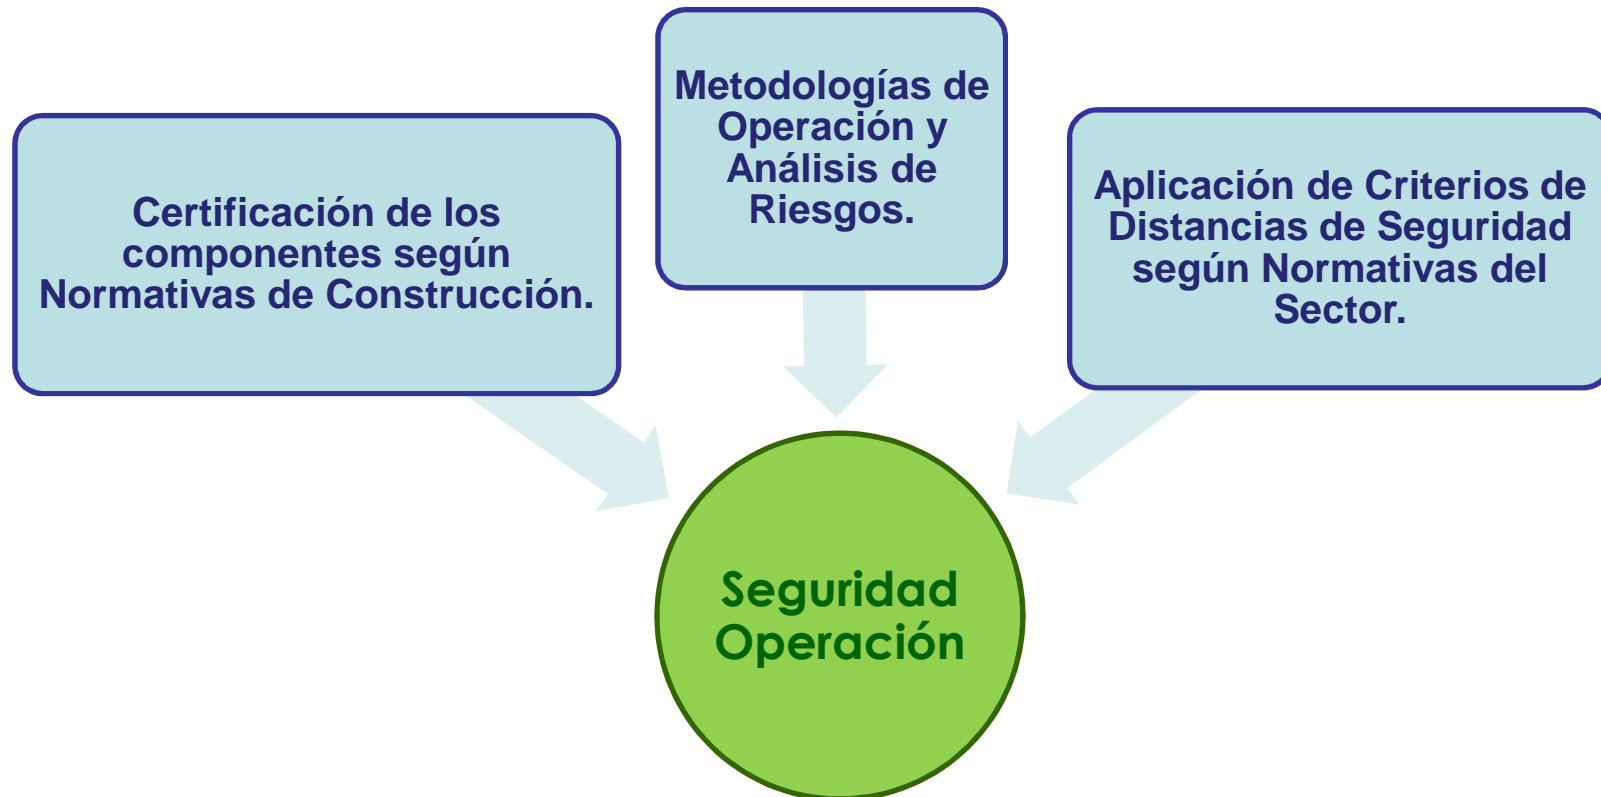 Certificación de los
componentes según
Normativas de Construcción.
Metodologías de
Operación y
Análisis de
Riesgos.
Aplicación de Criterios de
Distancias de Seguridad
según Normativas del
Sector.
Seguridad
Operación